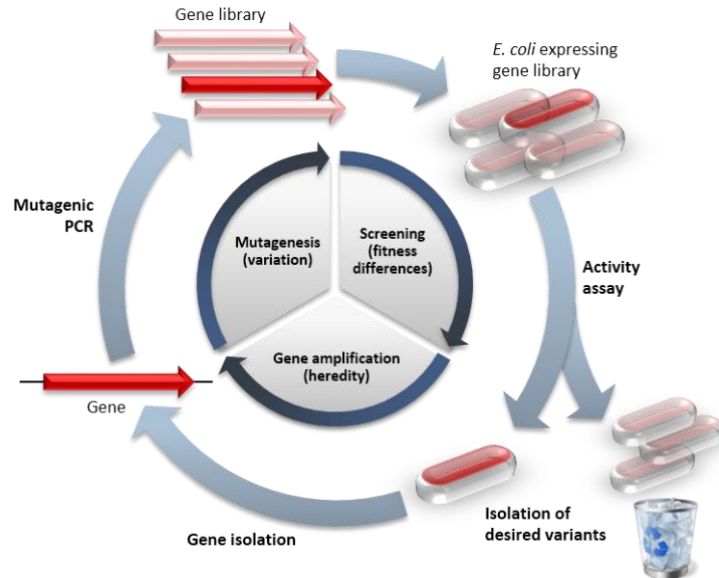 Gene library
E. coli expressing
gene library
Mutagenic
PCR
Mutagenesis
(variation)
Screening
(fitness
differences)
Activity
assay
Gene amplification
(heredity)
Gene
Gene isolation
Isolation of
desired variants